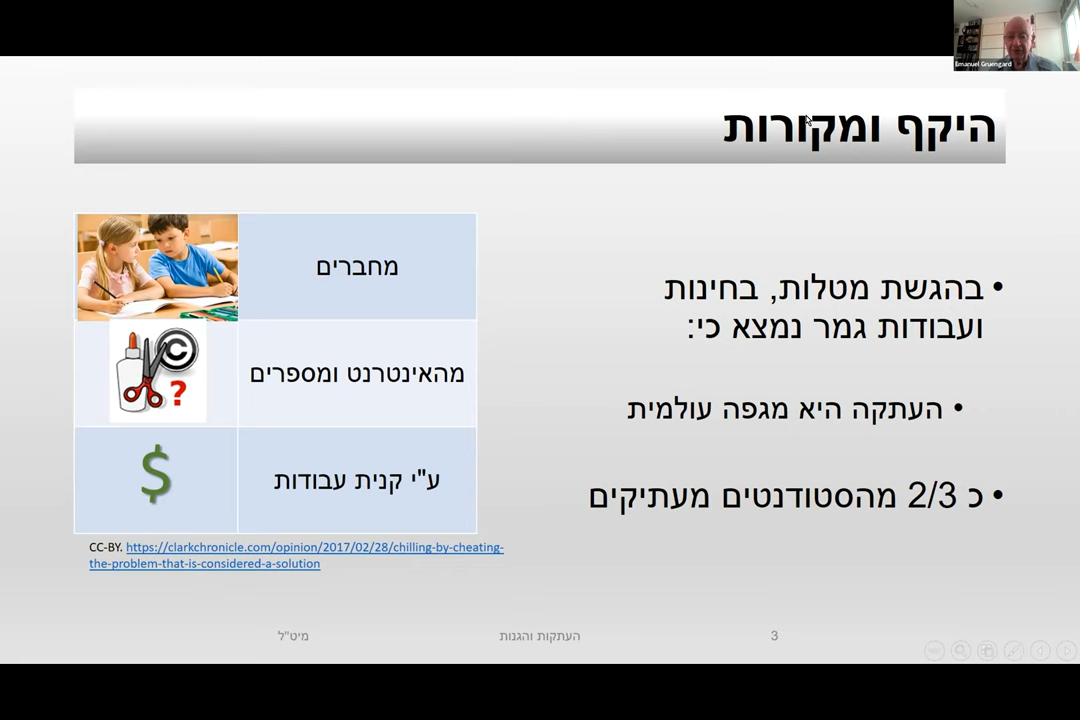 Emanuel Gruengard
היקף ומקורות
• בהגשת מטלות, בחינות
ועבודות גמר נמצא כי:
• העתקה היא מגפה עולמית
• כ 2/3 מהסטודנטים מעתיקים
מחברים
מהאינטרנט ומספרים
?
ע"י קנית עבודות
$
CC-BY. https://clarkchronicle.com/opinion/2017/02/28/chilling-by-cheating-
the-problem-that-is-considered-a-solution
3
העתקות והגנות
מיט"ל